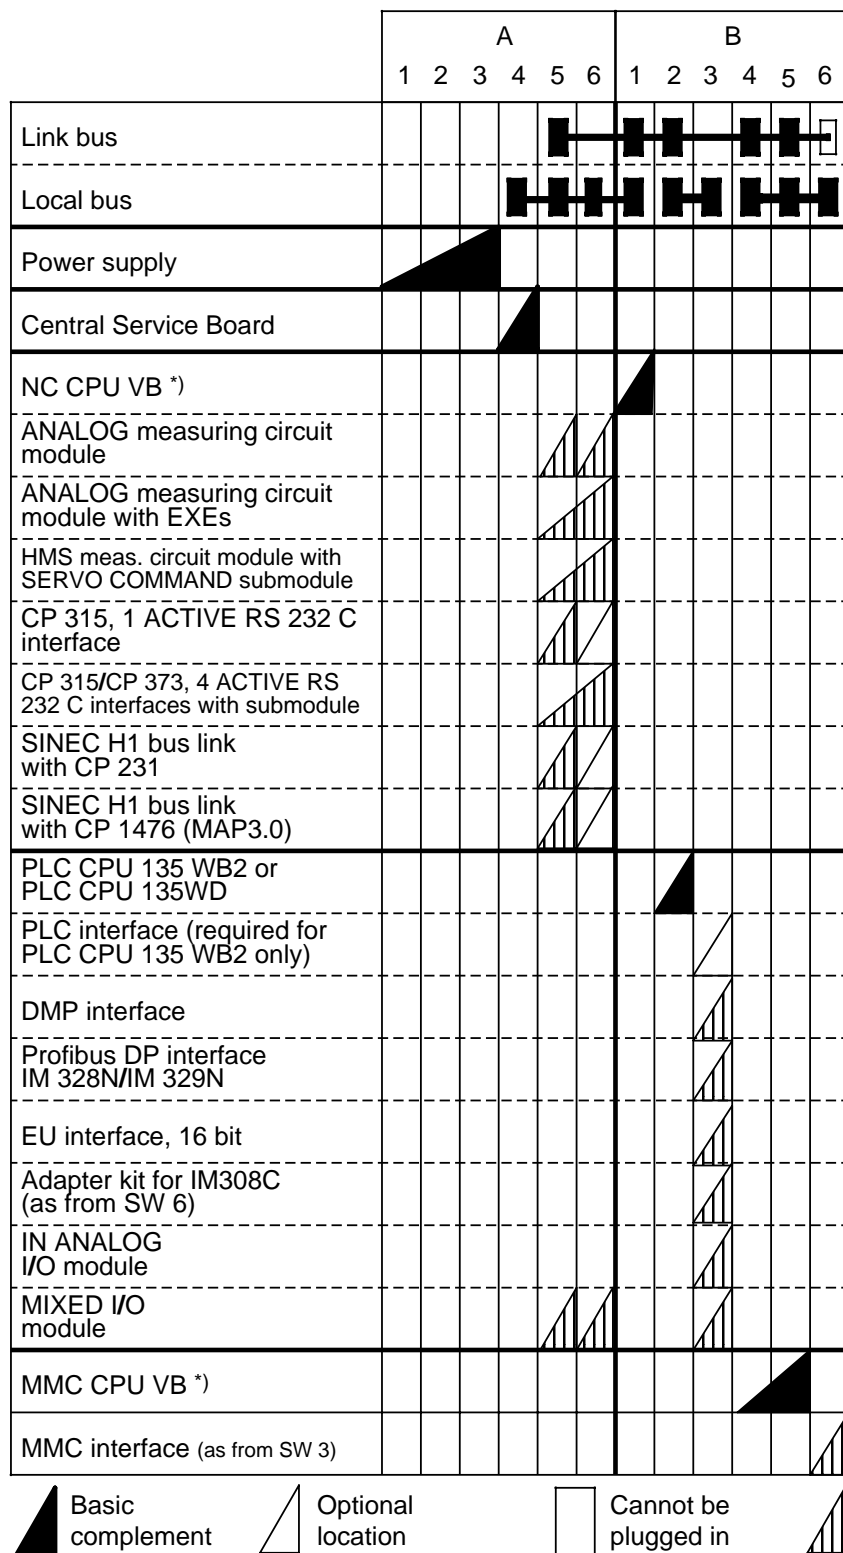 A B
1 2 3 4 5 6 1 2 3 4 5 6
Link bus
Local bus
Power supply
Central Service Board
NC CPU VB *)
ANALOG measuring circuit
module
ANALOG measuring circuit
module with EXEs
HMS meas. circuit module with
SERVO COMMAND submodule
CP 315, 1 ACTIVE RS 232 C
interface
CP 315/CP 373, 4 ACTIVE RS
232 C interfaces with submodule
SINEC H1 bus link
with CP 231
SINEC H1 bus link
with CP 1476 (MAP3.0)
PLC CPU 135 WB2 or
PLC CPU 135WD
PLC interface (required for
PLC CPU 135 WB2 only)
DMP interface
Profibus DP interface
IM 328N/IM 329N
EU interface, 16 bit
Adapter kit for IM308C
(as from SW 6)
IN ANALOG
I/O module
MIXED I/O
module
MMC CPU VB *)
MMC interface (as from SW 3)
Basic
complement
Optional
location
Cannot be
plugged in